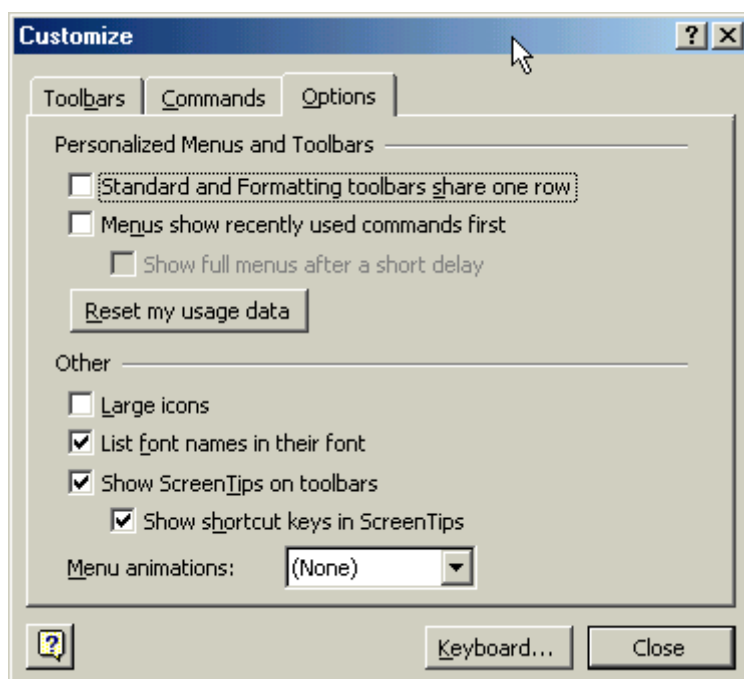 Customize
Toolbars Commands Options
Personalized Menus and Toolbars
Standard and Formatting toolbars share one row
Menus show recently used commands first
Show full menus after a short delay
Reset my usage data
Other
Large icons
List font names in their font
Show ScreenTips on toolbars
Show shortcut keys in ScreenTips
Menu animations: (None)
Keyboard... Close